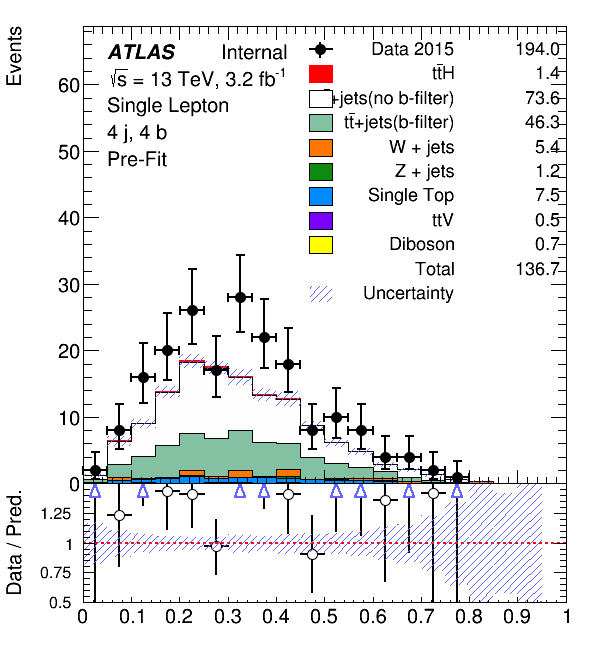 Events
ATLAS Internal
√s = 13 TeV, 3.2 fb⁻¹
Single Lepton
4 j, 4 b
Pre-Fit
Data 2015 194.0
tt̄H 1.4
t̄+jets(no b-filter) 73.6
tt̄+jets(b-filter) 46.3
W + jets 5.4
Z + jets 1.2
Single Top 7.5
ttV 0.5
Diboson 0.7
Total 136.7
Uncertainty
60
50
40
30
20
10
0
Data / Pred.
1.25
1
0.75
0.5
0 0.1 0.2 0.3 0.4 0.5 0.6 0.7 0.8 0.9 1